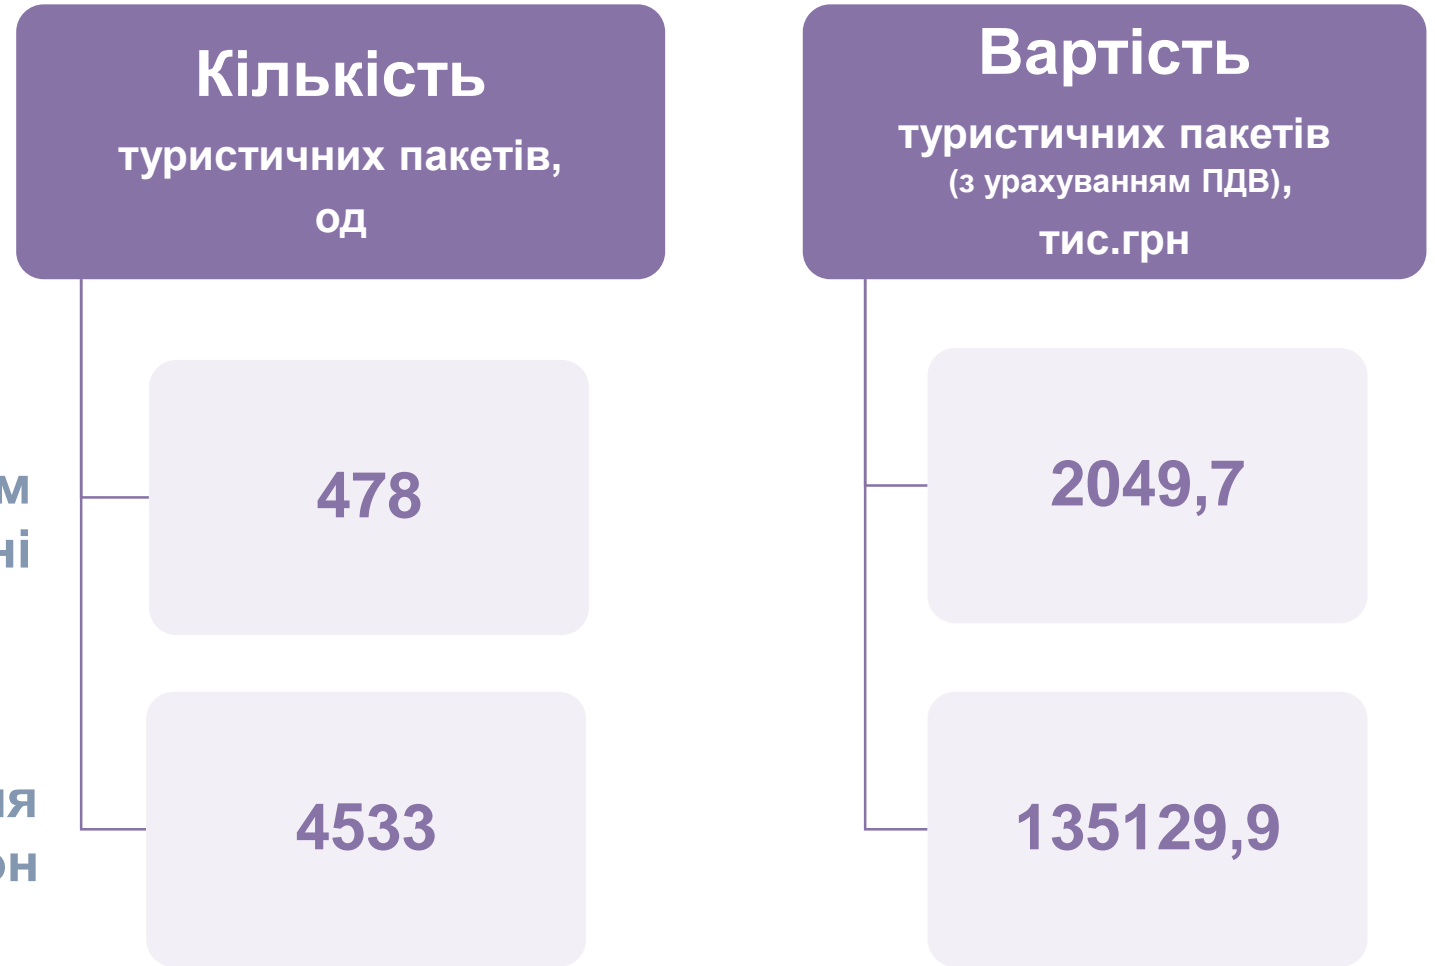 Кількість
туристичних пакетів,
од
Вартість
туристичних пакетів
(з урахуванням ПДВ),
тис.грн
478
2049,7
4533
135129,9